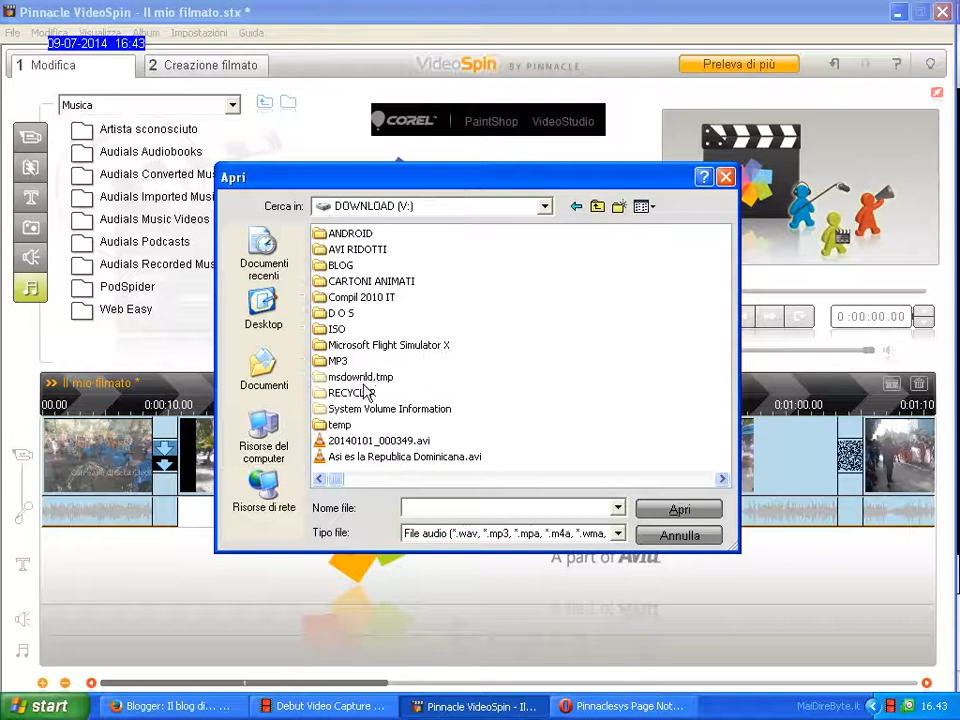 Pinnacle VideoSpin - Il mio filmato.stx *
File Modifica Visualizza Album Impostazioni Guida
09-07-2014 16:43
1 Modifica
2 Creazione filmato
VideoSpin BY PINNACLE
Preleva di più
Musica
Artista sconosciuto
Audials Audiobooks
Audials Converted Mu
Audials Imported Musi
Audials Music Videos
Audials Podcasts
Audials Recorded Mus
PodSpider
Web Easy
COREL PaintShop VideoStudio
Apri
Cerca in: DOWNLOAD (V:)
Documenti recenti
Desktop
Documenti
Risorse del computer
Risorse di rete
ANDROID
AVI RIDOTTI
BLOG
CARTONI ANIMATI
Compil 2010 IT
D O S
ISO
Microsoft Flight Simulator X
MP3
msdownld.tmp
RECYCLER
System Volume Information
temp
20140101_000349.avi
Asi es la Republica Dominicana.avi
Nome file:
Apri
Tipo file: File audio (*.wav, *.mp3, *.mpa, *.m4a, *.wma,
Annulla
0:00:00.00
>> Il mio filmato *
00.00
0:00:10.00
0:01:00.00
0:01:10
A part of Avid
start
Blogger: Il blog di... ...
Debut Video Capture ...
Pinnacle VideoSpin - Il...
Pinnaclesys Page Not...
MaiDireByte.it
16.43